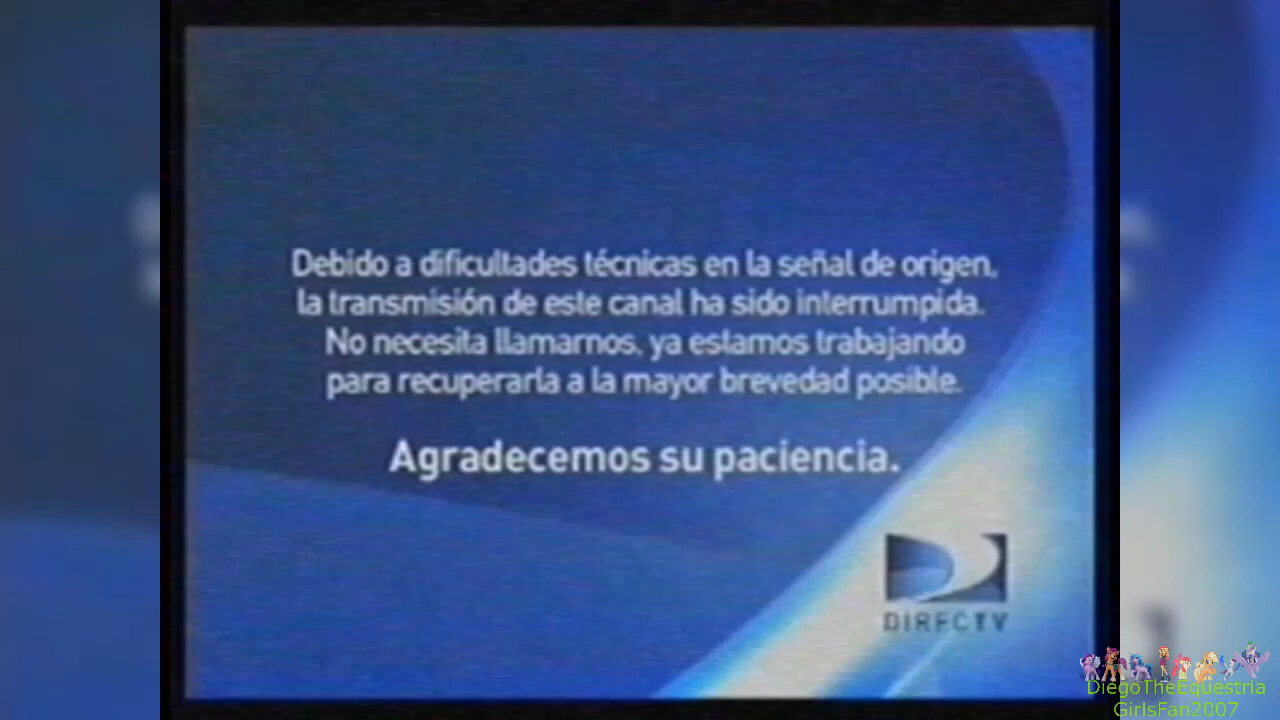 Debido a dificultades técnicas en la señal de origen,
la transmisión de este canal ha sido interrumpida.
No necesita llamarnos, ya estamos trabajando
para recuperarla a la mayor brevedad posible.
Agradecemos su paciencia.
DIRECTV
DiegoTheEquestria
GirlsFan2007